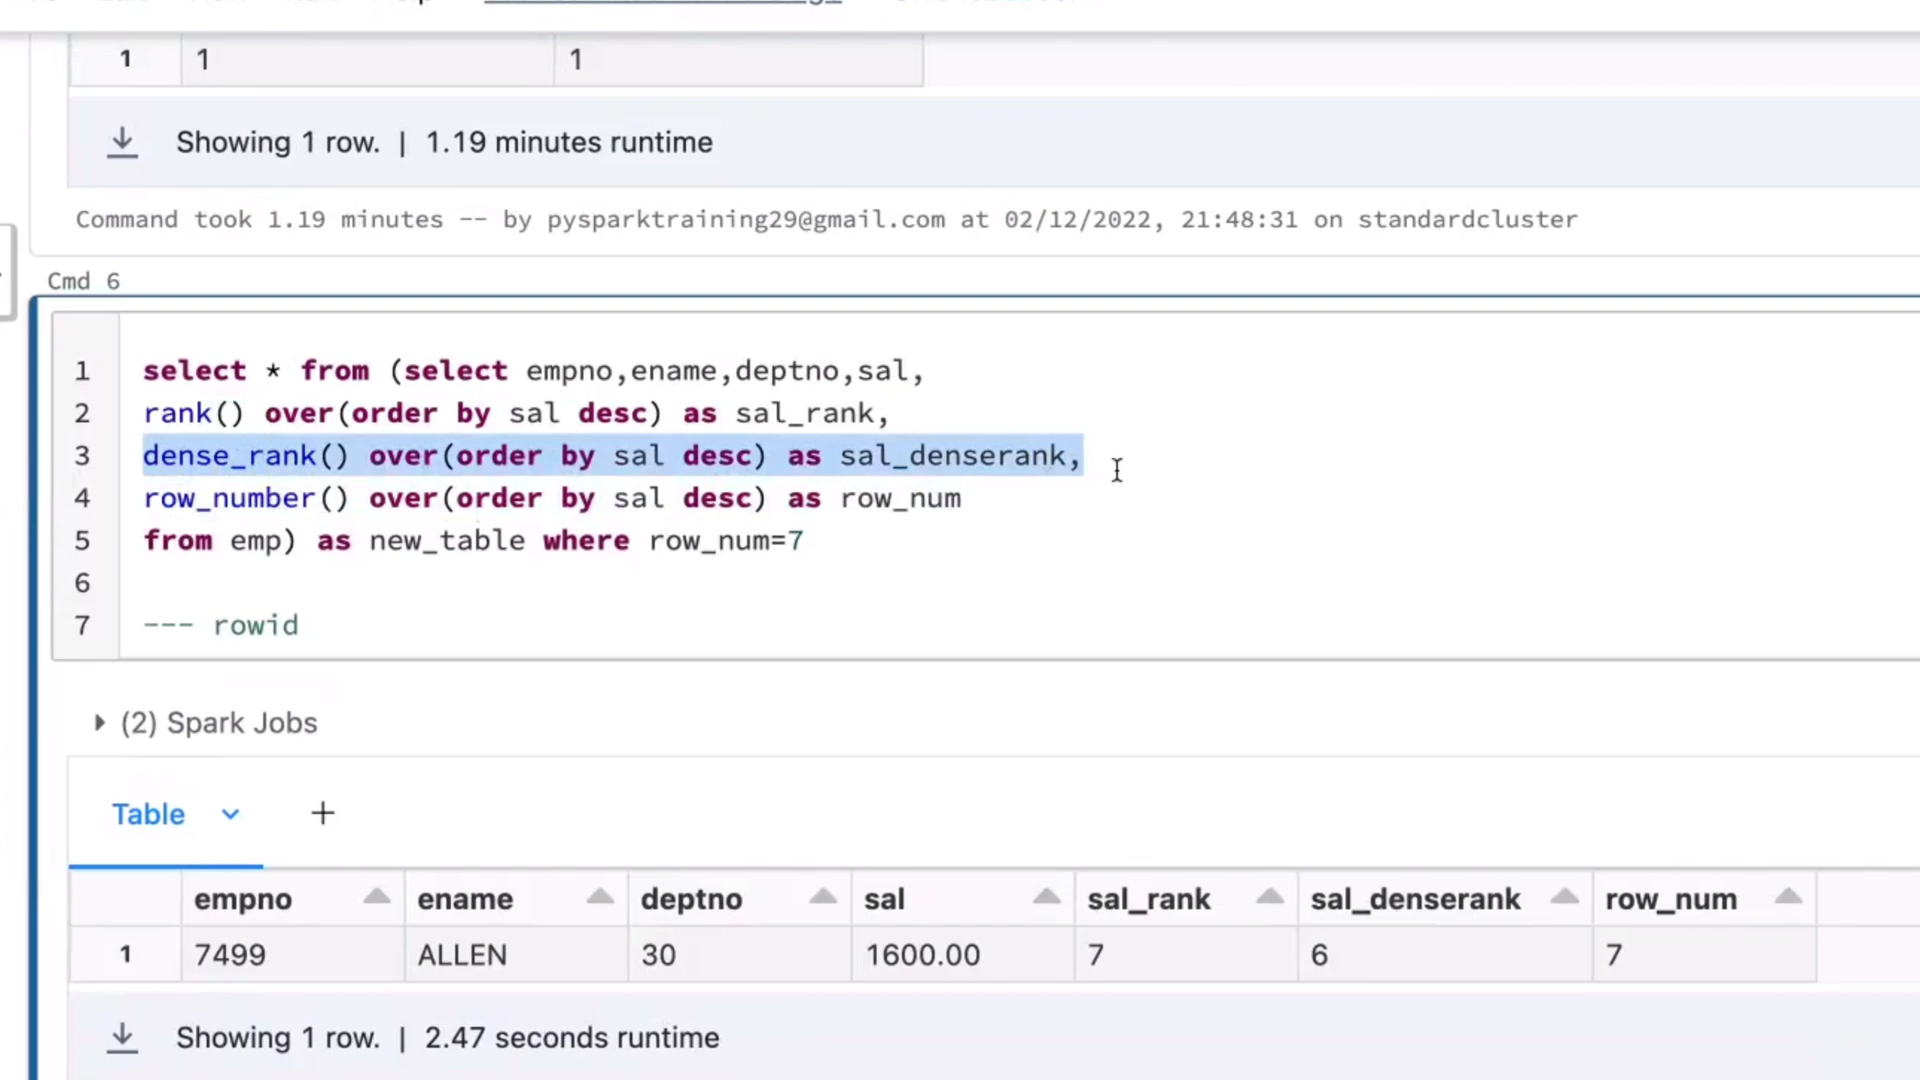 1 1 1
Showing 1 row. | 1.19 minutes runtime
Command took 1.19 minutes -- by pysparktraining29@gmail.com at 02/12/2022, 21:48:31 on standardcluster
Cmd 6
1 select * from (select empno,ename,deptno,sal,
2 rank() over(order by sal desc) as sal_rank,
3 dense_rank() over(order by sal desc) as sal_denserank,
4 row_number() over(order by sal desc) as row_num
5 from emp) as new_table where row_num=7
6
7 --- rowid
(2) Spark Jobs
Table +
empno ename deptno sal sal_rank sal_denserank row_num
1 7499 ALLEN 30 1600.00 7 6 7
Showing 1 row. | 2.47 seconds runtime